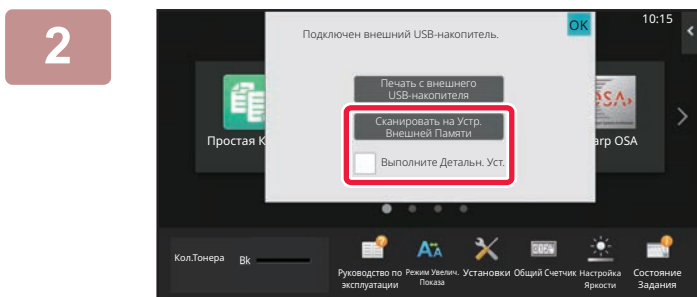 2
10:15
OK
Подключен внешний USB-накопитель.
Печать с внешнего
USB-накопителя
Сканировать на Устр.
Внешней Памяти
Выполните Детальн. Уст.
Простая К
arp OSA
Кол.Тонера
Bk
Руководство по
эксплуатации
Режим Увелич.
Показа
Установки
Общий Счетчик
Настройка
Яркости
Состояние
Задания